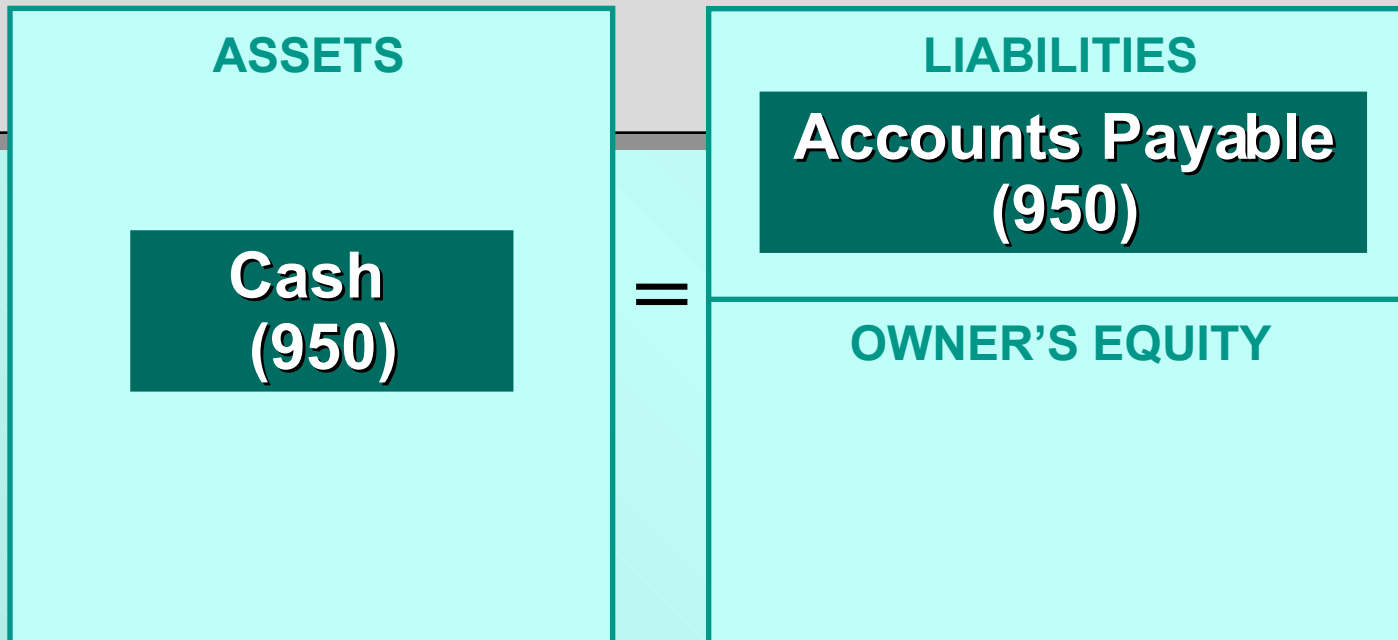 ASSETS
Cash
(950)
=
LIABILITIES
Accounts Payable
(950)
OWNER’S EQUITY